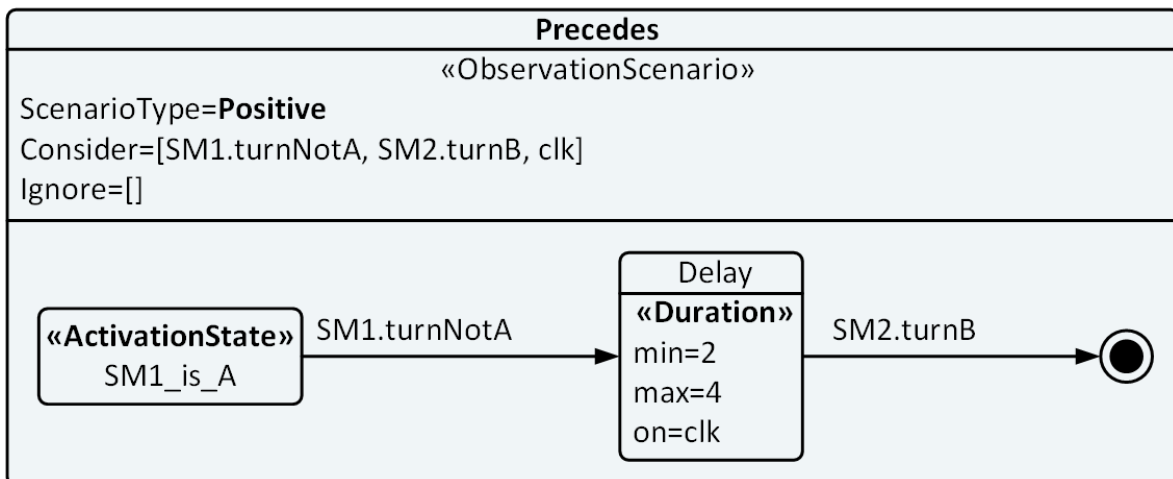 Precedes
«ObservationScenario»
ScenarioType=Positive
Consider=[SM1.turnNotA, SM2.turnB, clk]
Ignore=[]
«ActivationState»
SM1_is_A
SM1.turnNotA
Delay
«Duration»
min=2
max=4
on=clk
SM2.turnB